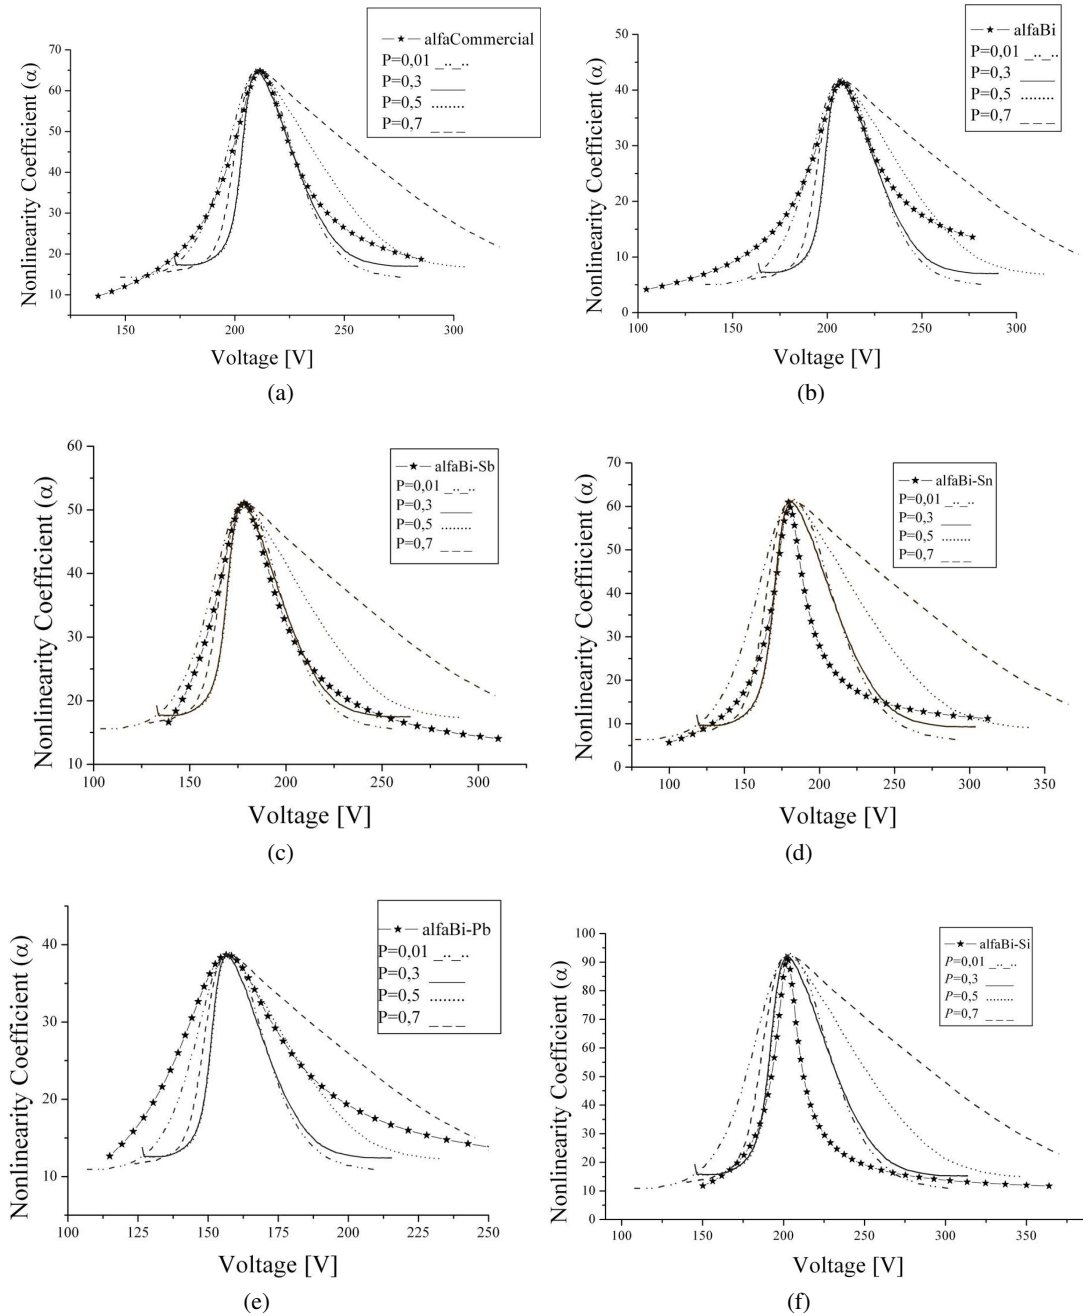 alfaCommercial
P=0,01 _.._..
P=0,3 ____
P=0,5 ........
P=0,7 _ _ _
Nonlinearity Coefficient (α)
70
60
50
40
30
20
10
150 200 250 300
Voltage [V]
(a)
alfaBi
P=0,01 _.._..
P=0,3 ____
P=0,5 ........
P=0,7 _ _ _
Nonlinearity Coefficient (α)
50
40
30
20
10
0
100 150 200 250 300
Voltage [V]
(b)
alfaBi-Sb
P=0,01 _.._..
P=0,3 ____
P=0,5 ........
P=0,7 _ _ _
Nonlinearity Coefficient (α)
60
50
40
30
20
10
100 150 200 250 300
Voltage [V]
(c)
alfaBi-Sn
P=0,01 _.._..
P=0,3 ____
P=0,5 ........
P=0,7 _ _ _
Nonlinearity Coeffiicient (α)
70
60
50
40
30
20
10
0
100 150 200 250 300 350
Voltage [V]
(d)
alfaBi-Pb
P=0,01 _.._..
P=0,3 ____
P=0,5 ........
P=0,7 _ _ _
Nonlinearity Coefficient (α)
40
30
20
10
100 125 150 175 200 225 250
Voltage [V]
(e)
alfaBi-Si
P=0,01 _.._..
P=0,3 ____
P=0,5 ........
P=0,7 _ _ _
Nonlinearity Coefficient (α)
100
90
80
70
60
50
40
30
20
10
0
100 150 200 250 300 350
Voltage [V]
(f)